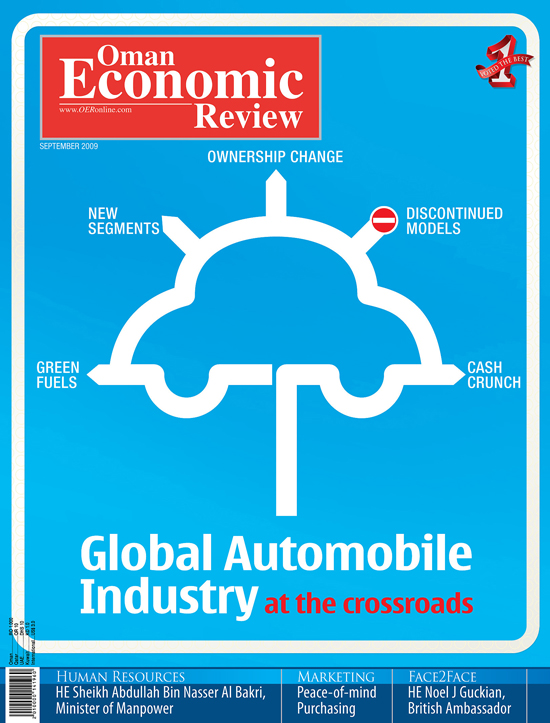 Oman
Economic
www.OERonline.com
Review
VOTED THE BEST
1
SEPTEMBER 2009
OWNERSHIP CHANGE
NEW
SEGMENTS
DISCONTINUED
MODELS
GREEN
FUELS
CASH
CRUNCH
Global Automobile
Industry at the crossroads
HUMAN RESOURCES
HE Sheikh Abdullah Bin Nasser Al Bakri,
Minister of Manpower
MARKETING
Peace-of-mind
Purchasing
FACE2FACE
HE Noel J Guckian,
British Ambassador